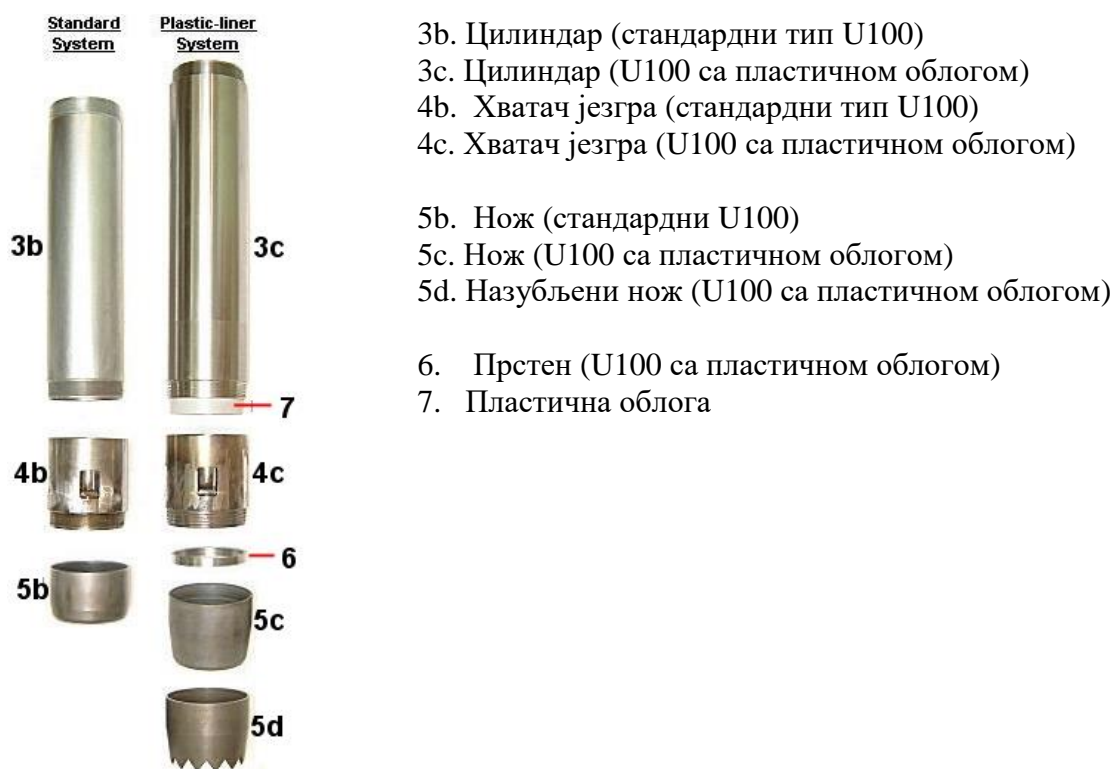 Standard
System
Plastic-liner
System
3b
3c
7
4b
4c
6
5b
5c
5d
3b. Цилиндар (стандардни тип U100)
3c. Цилиндар (U100 са пластичном облогом)
4b. Хватач језгра (стандардни тип U100)
4c. Хватач језгра (U100 са пластичном облогом)
5b. Нож (стандардни U100)
5c. Нож (U100 са пластичном облогом)
5d. Назубљени нож (U100 са пластичном облогом)
6. Прстен (U100 са пластичном облогом)
7. Пластична облога